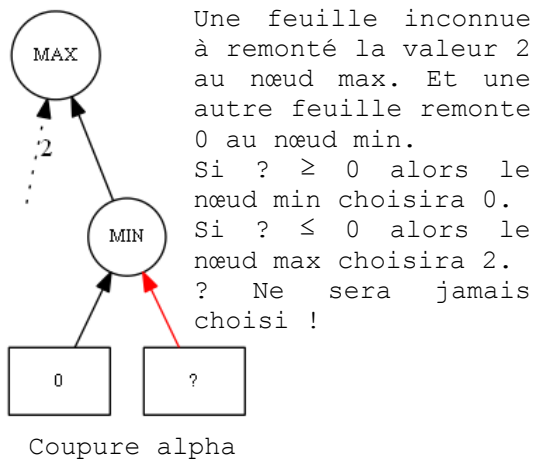 MAX
2
MIN
0
?
Une feuille inconnue
à remonté la valeur 2
au nœud max. Et une
autre feuille remonte
0 au nœud min.
Si ? ≥ 0 alors le
nœud min choisira 0.
Si ? ≤ 0 alors le
nœud max choisira 2.
? Ne sera jamais
choisi !
Coupure alpha